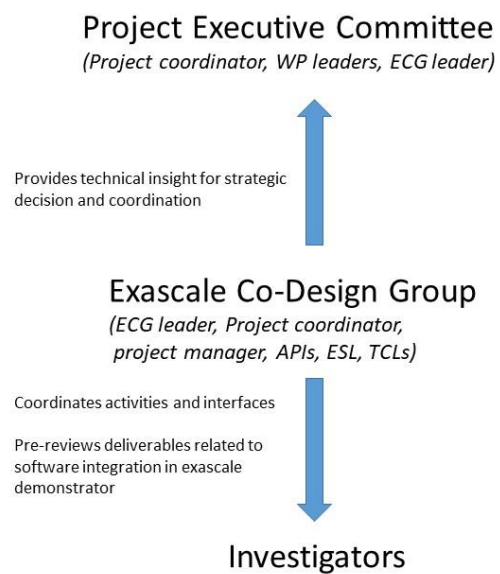 Project Executive Committee
(Project coordinator, WP leaders, ECG leader)
Provides technical insight for strategic
decision and coordination
Exascale Co-Design Group
(ECG leader, Project coordinator,
project manager, APIs, ESL, TCLs)
Coordinates activities and interfaces
Pre-reviews deliverables related to
software integration in exascale
demonstrator
Investigators